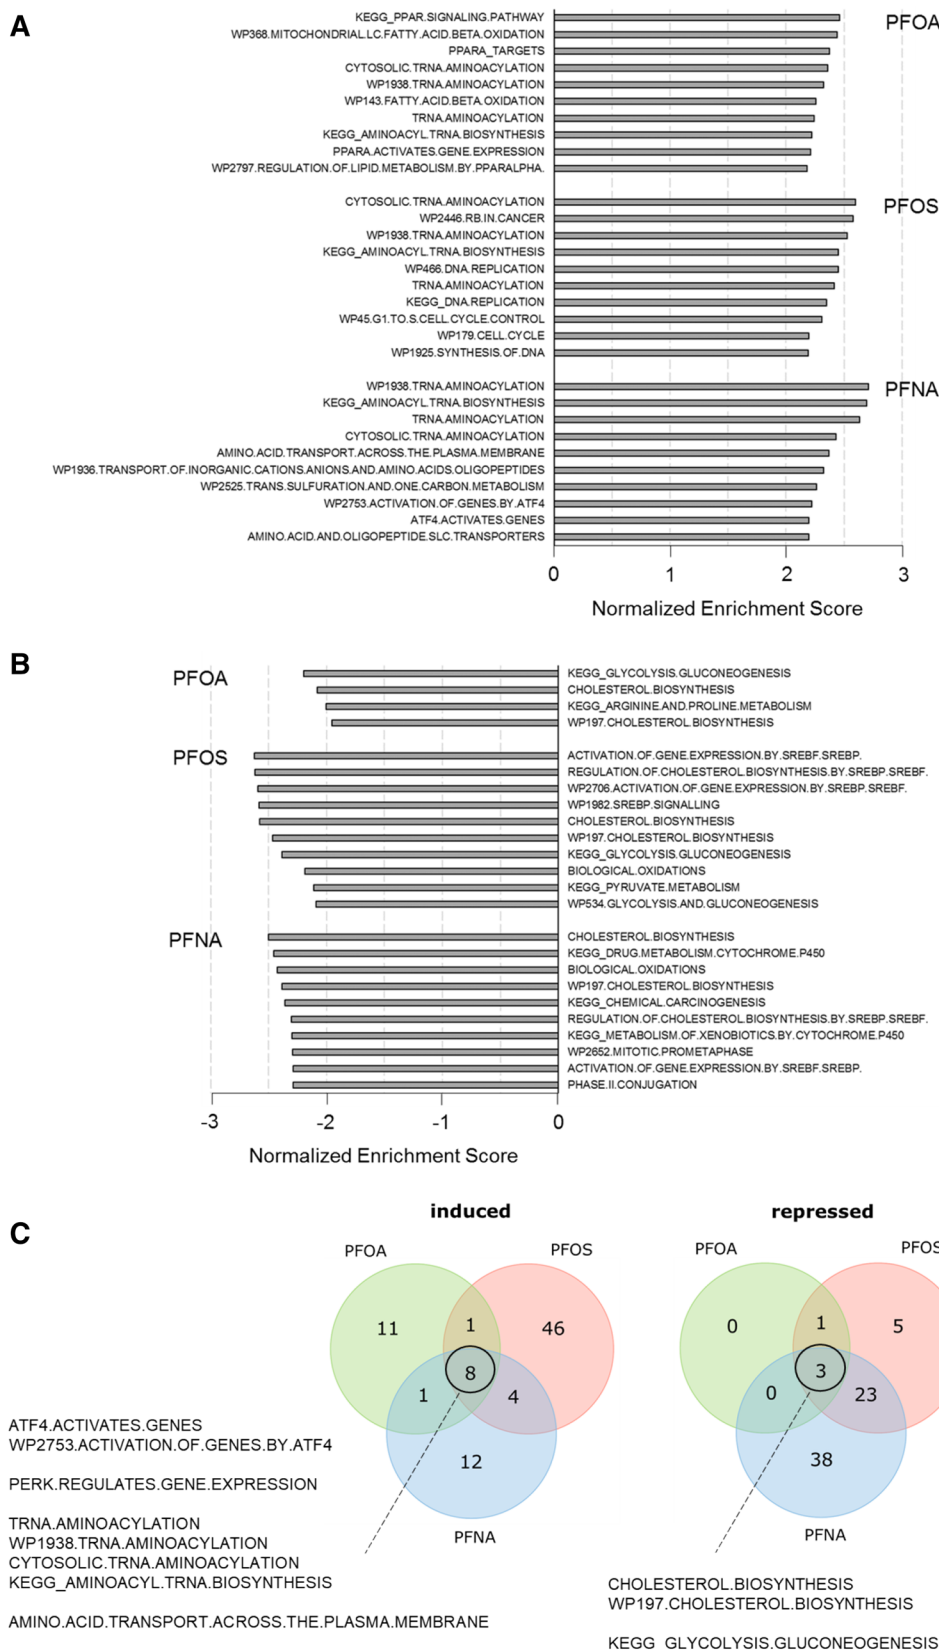 A
PFOA
KEGG_PPAR.SIGNALING.PATHWAY
WP368.MITOCHONDRIAL.LC.FATTY.ACID.BETA.OXIDATION
PPARA_TARGETS
CYTOSOLIC.TRNA.AMINOACYLATION
WP1938.TRNA.AMINOACYLATION
WP143.FATTY.ACID.BETA.OXIDATION
TRNA.AMINOACYLATION
KEGG_AMINOACYL.TRNA.BIOSYNTHESIS
PPARA.ACTIVATES.GENE.EXPRESSION
WP2797.REGULATION.OF.LIPID.METABOLISM.BY.PPARALPHA.
PFOS
CYTOSOLIC.TRNA.AMINOACYLATION
WP2446.RB.IN.CANCER
WP1938.TRNA.AMINOACYLATION
KEGG_AMINOACYL.TRNA.BIOSYNTHESIS
WP466.DNA.REPLICATION
TRNA.AMINOACYLATION
KEGG_DNA.REPLICATION
WP45.G1.TO.S.CELL.CYCLE.CONTROL
WP179.CELL.CYCLE
WP1925.SYNTHESIS.OF.DNA
PFNA
WP1938.TRNA.AMINOACYLATION
KEGG_AMINOACYL.TRNA.BIOSYNTHESIS
TRNA.AMINOACYLATION
CYTOSOLIC.TRNA.AMINOACYLATION
AMINO.ACID.TRANSPORT.ACROSS.THE.PLASMA.MEMBRANE
WP1936.TRANSPORT.OF.INORGANIC.CATIONS.ANIONS.AND.AMINO.ACIDS.OLIGOPEPTIDES
WP2525.TRANS.SULFURATION.AND.ONE.CARBON.METABOLISM
WP2753.ACTIVATION.OF.GENES.BY.ATF4
ATF4.ACTIVATES.GENES
AMINO.ACID.AND.OLIGOPEPTIDE.SLC.TRANSPORTERS
0 1 2 3
Normalized Enrichment Score
B
PFOA
KEGG_GLYCOLYSIS.GLUCONEOGENESIS
CHOLESTEROL.BIOSYNTHESIS
KEGG_ARGININE.AND.PROLINE.METABOLISM
WP197.CHOLESTEROL.BIOSYNTHESIS
PFOS
ACTIVATION.OF.GENE.EXPRESSION.BY.SREBF.SREBP.
REGULATION.OF.CHOLESTEROL.BIOSYNTHESIS.BY.SREBP.SREBF.
WP2706.ACTIVATION.OF.GENE.EXPRESSION.BY.SREBP.SREBF.
WP1982.SREBP.SIGNALLING
CHOLESTEROL.BIOSYNTHESIS
WP197.CHOLESTEROL.BIOSYNTHESIS
KEGG_GLYCOLYSIS.GLUCONEOGENESIS
BIOLOGICAL.OXIDATIONS
KEGG_PYRUVATE.METABOLISM
WP534.GLYCOLYSIS.AND.GLUCONEOGENESIS
PFNA
CHOLESTEROL.BIOSYNTHESIS
KEGG_DRUG.METABOLISM.CYTOCHROME.P450
BIOLOGICAL.OXIDATIONS
WP197.CHOLESTEROL.BIOSYNTHESIS
KEGG_CHEMICAL.CARCINOGENESIS
REGULATION.OF.CHOLESTEROL.BIOSYNTHESIS.BY.SREBP.SREBF.
KEGG_METABOLISM.OF.XENOBIOTICS.BY.CYTOCHROME.P450
WP2652.MITOTIC.PROMETAPHASE
ACTIVATION.OF.GENE.EXPRESSION.BY.SREBF.SREBP.
PHASE.II.CONJUGATION
-3 -2 -1 0
Normalized Enrichment Score
C
induced
PFOA PFOS
11 1 46
8
1 4
12
PFNA
ATF4.ACTIVATES.GENES
WP2753.ACTIVATION.OF.GENES.BY.ATF4
PERK.REGULATES.GENE.EXPRESSION
TRNA.AMINOACYLATION
WP1938.TRNA.AMINOACYLATION
CYTOSOLIC.TRNA.AMINOACYLATION
KEGG_AMINOACYL.TRNA.BIOSYNTHESIS
AMINO.ACID.TRANSPORT.ACROSS.THE.PLASMA.MEMBRANE
repressed
PFOA PFOS
0 1 5
3
0 23
38
PFNA
CHOLESTEROL.BIOSYNTHESIS
WP197.CHOLESTEROL.BIOSYNTHESIS
KEGG_GLYCOLYSIS.GLUCONEOGENESIS